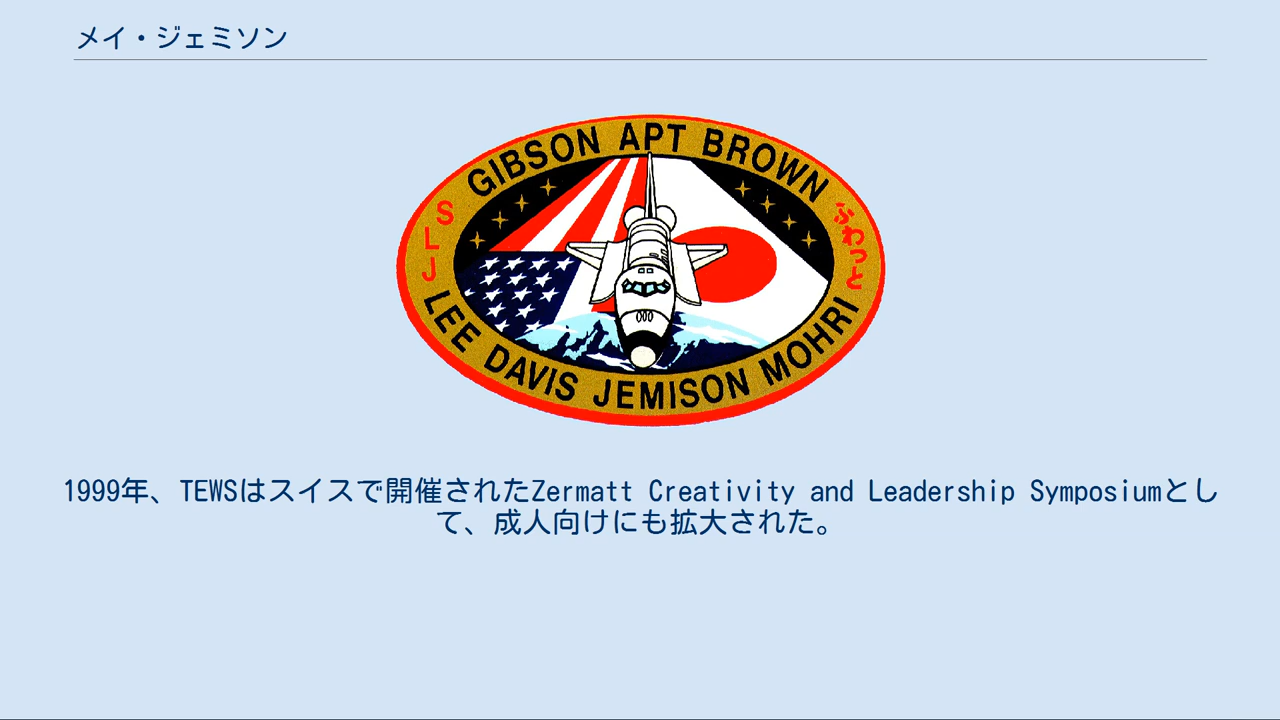 メイ・ジェミソン
GIBSON APT BROWN
SLJ
ふわっと
LEE DAVIS JEMISON MOHRI
1999年、TEWSはスイスで開催されたZermatt Creativity and Leadership Symposiumとし
て、成人向けにも拡大された。